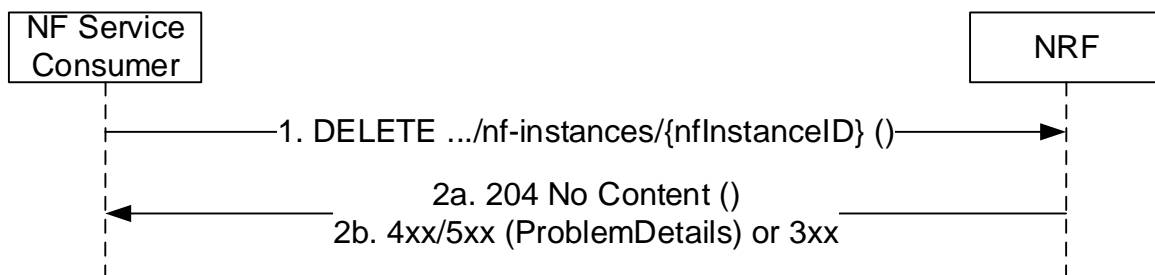 NF Service
Consumer
NRF
1. DELETE .../nf-instances/{nfInstanceID} ()
2a. 204 No Content ()
2b. 4xx/5xx (ProblemDetails) or 3xx